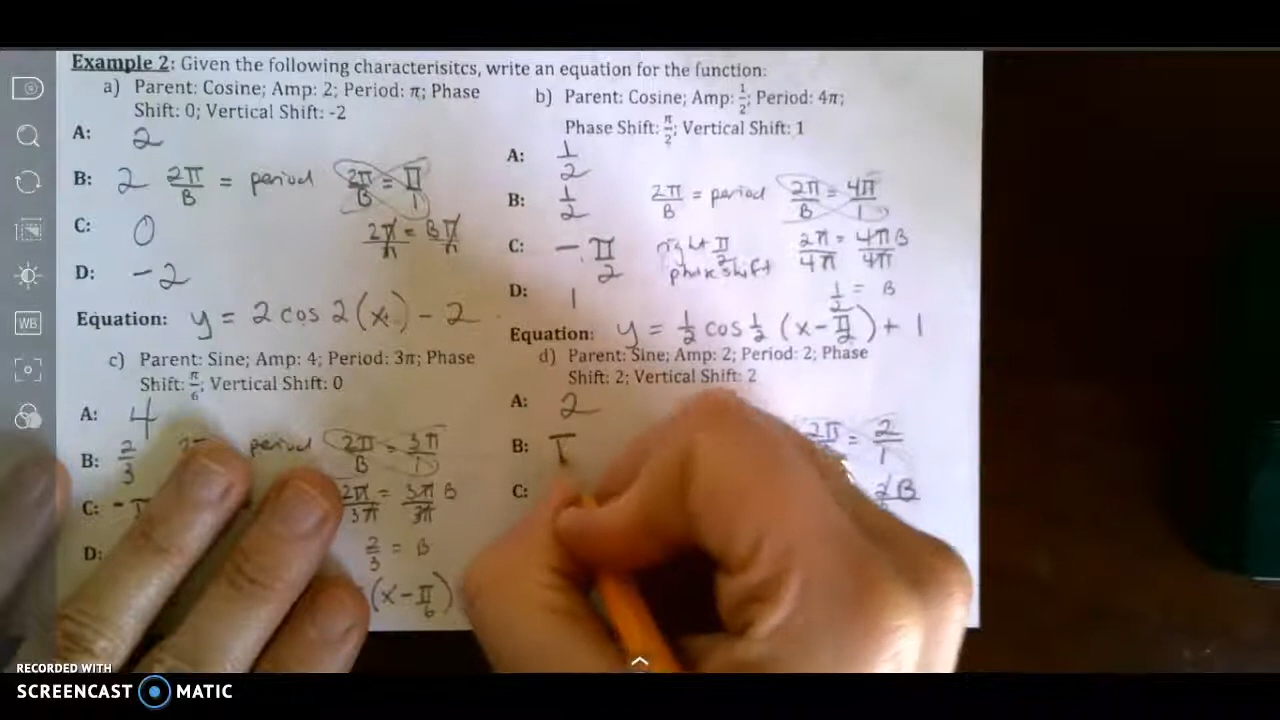 Example 2: Given the following characterisitcs, write an equation for the function:
a) Parent: Cosine; Amp: 2; Period: π; Phase
Shift: 0; Vertical Shift: -2
A: 2
B: 2 2π/B = period 2π/B = π/1
2π/π = Bπ/π
C: 0
D: -2
Equation: y = 2 cos 2 (x ) - 2
b) Parent: Cosine; Amp: 1/2; Period: 4π;
Phase Shift: π/2; Vertical Shift: 1
A: 1/2
B: 1/2 2π/B = period 2π/B = 4π/1
C: - π/2 right π/2 2π/4π = 4πB/4π
phase shift
D: 1 1/2 = B
Equation: y = 1/2 cos 1/2 (x - π/2) + 1
c) Parent: Sine; Amp: 4; Period: 3π; Phase
Shift: π/6; Vertical Shift: 0
A: 4
B: 2/3 period 2π/B = 3π/1
C: - 2π/3π = 3πB/3π
D: 2/3 = B
(x - π/6)
d) Parent: Sine; Amp: 2; Period: 2; Phase
Shift: 2; Vertical Shift: 2
A: 2
B: π = 2/1
C: 2B
WB
RECORDED WITH
SCREENCAST MATIC